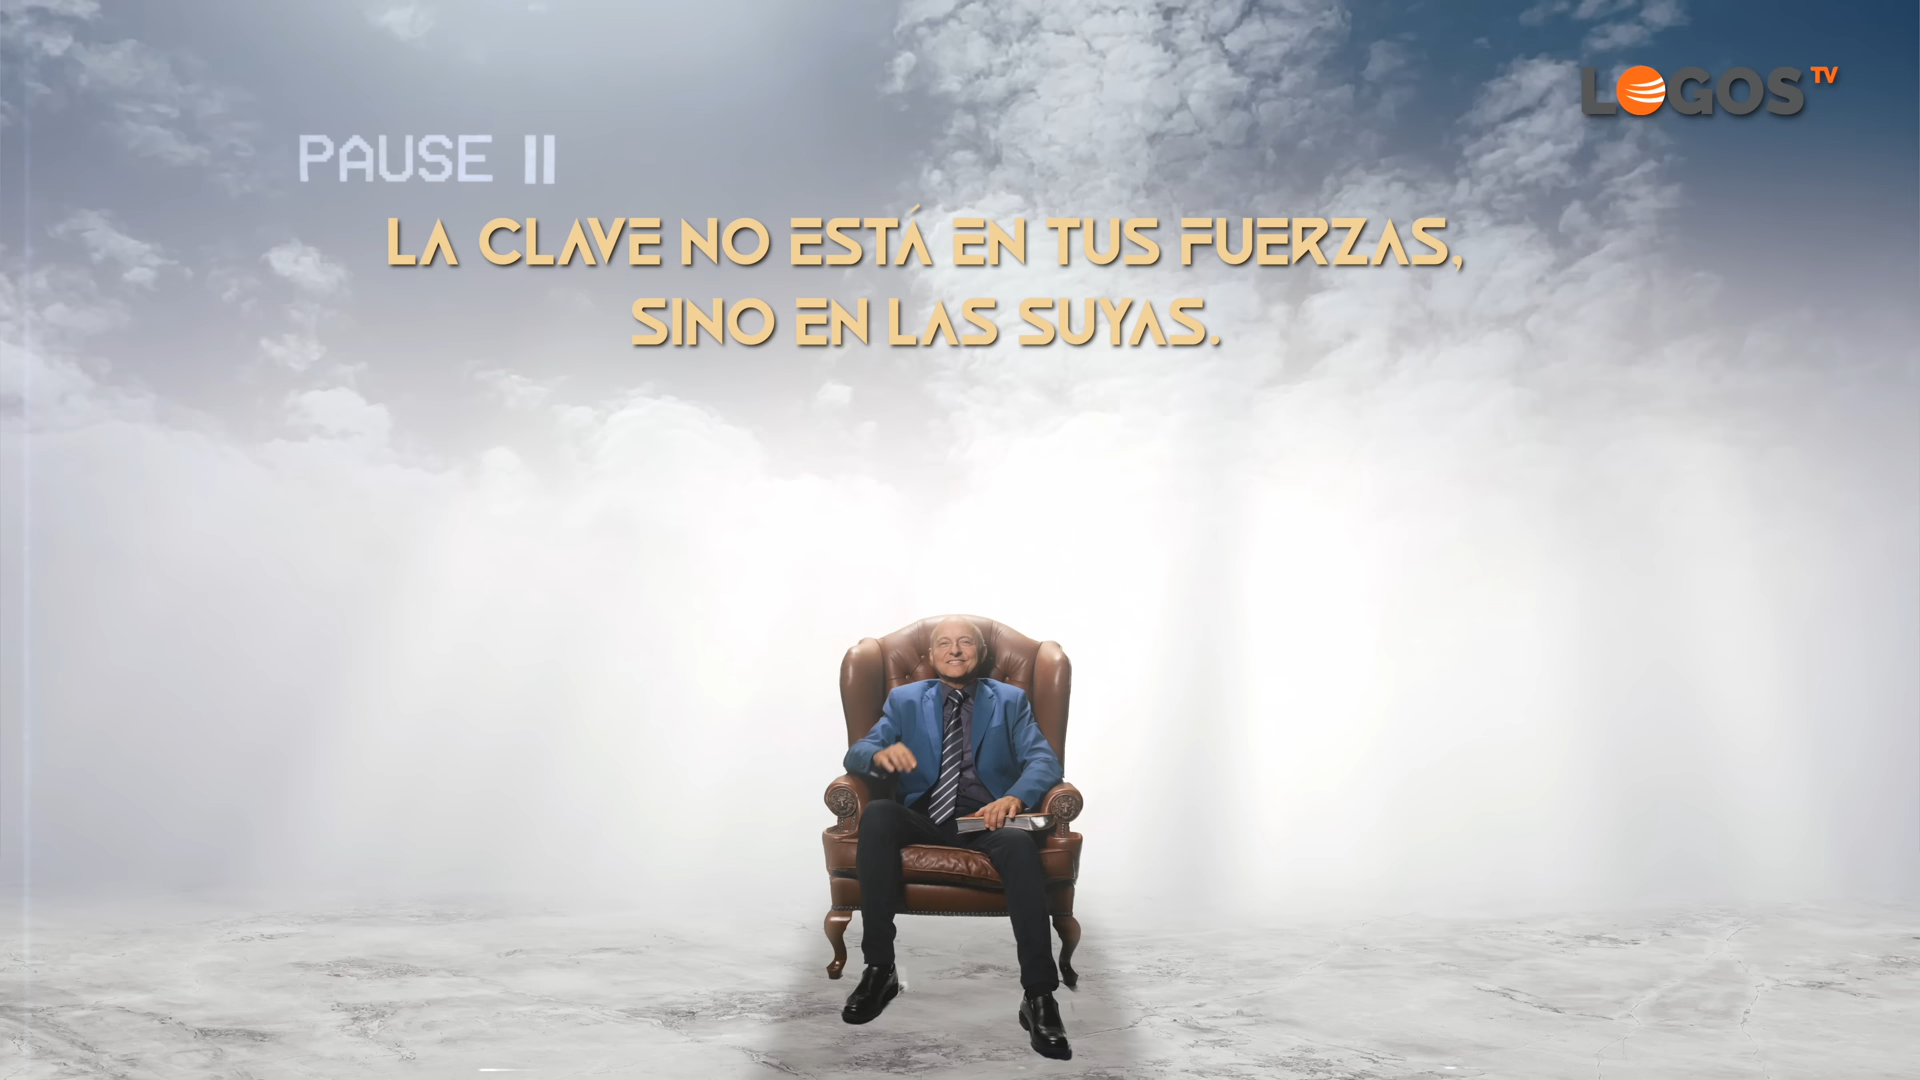 LOGOS TV
PAUSE II
LA CLAVE NO ESTÁ EN TUS FUERZAS,
SINO EN LAS SUYAS.